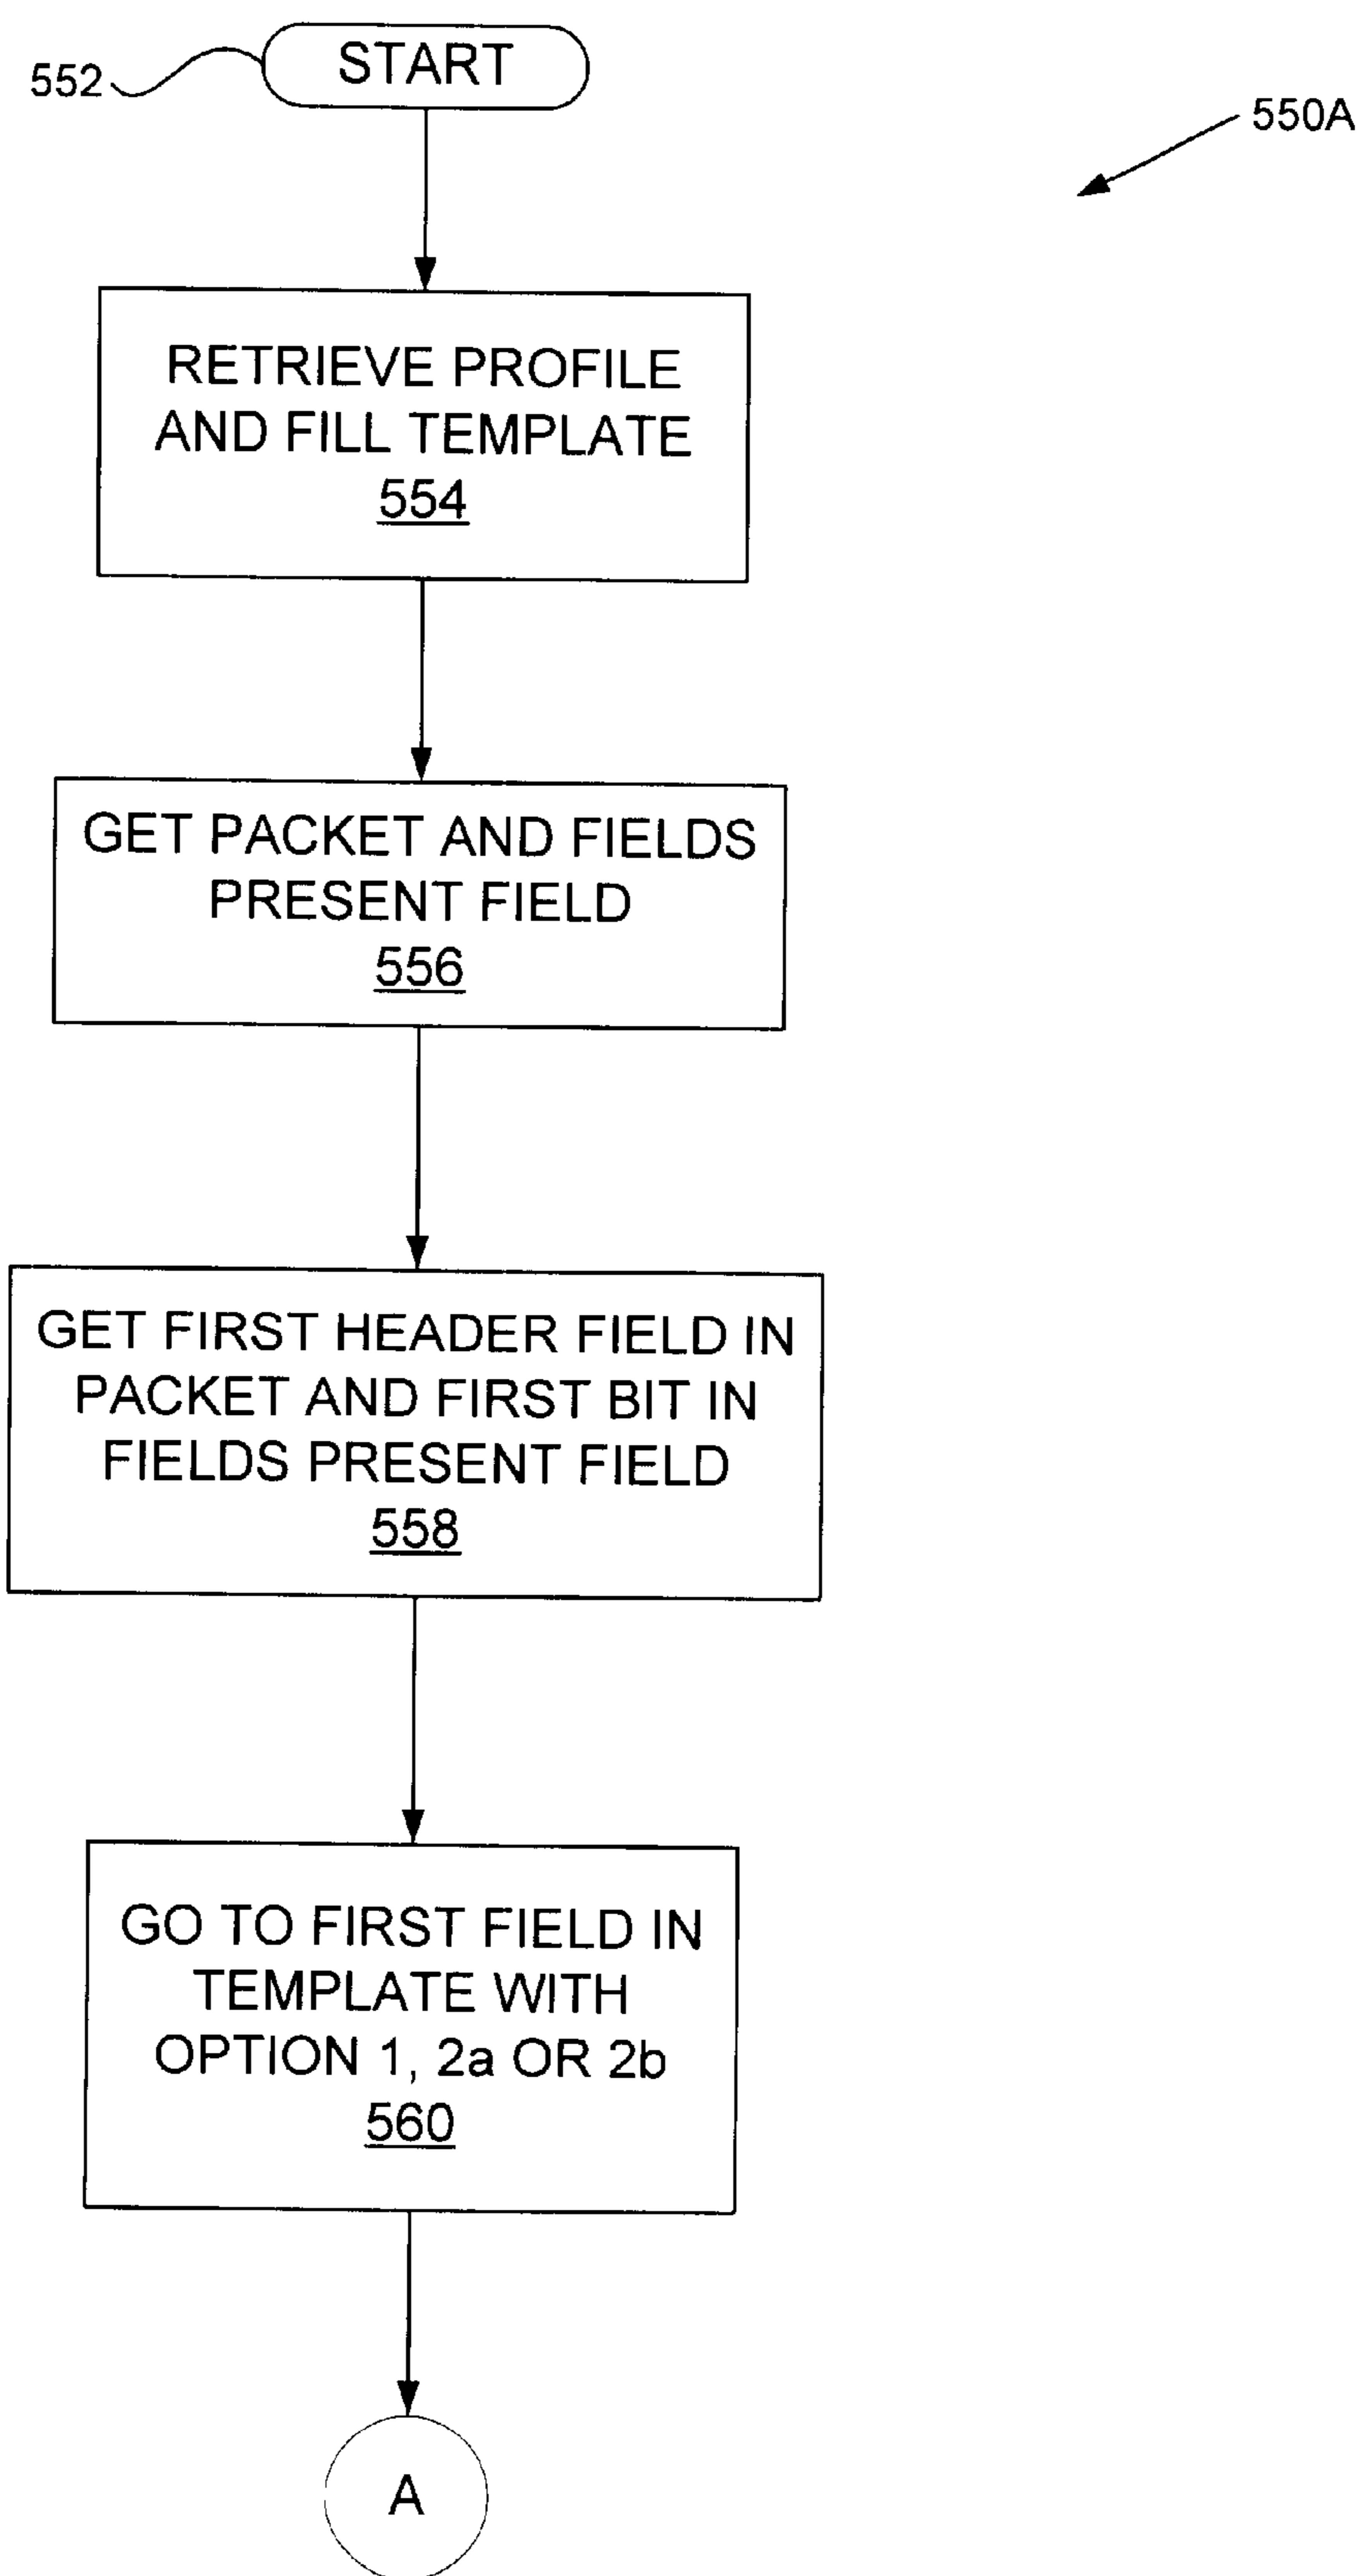 START
552
550A
RETRIEVE PROFILE
AND FILL TEMPLATE
554
GET PACKET AND FIELDS
PRESENT FIELD
556
GET FIRST HEADER FIELD IN
PACKET AND FIRST BIT IN
FIELDS PRESENT FIELD
558
GO TO FIRST FIELD IN
TEMPLATE WITH
OPTION 1, 2a OR 2b
560
A